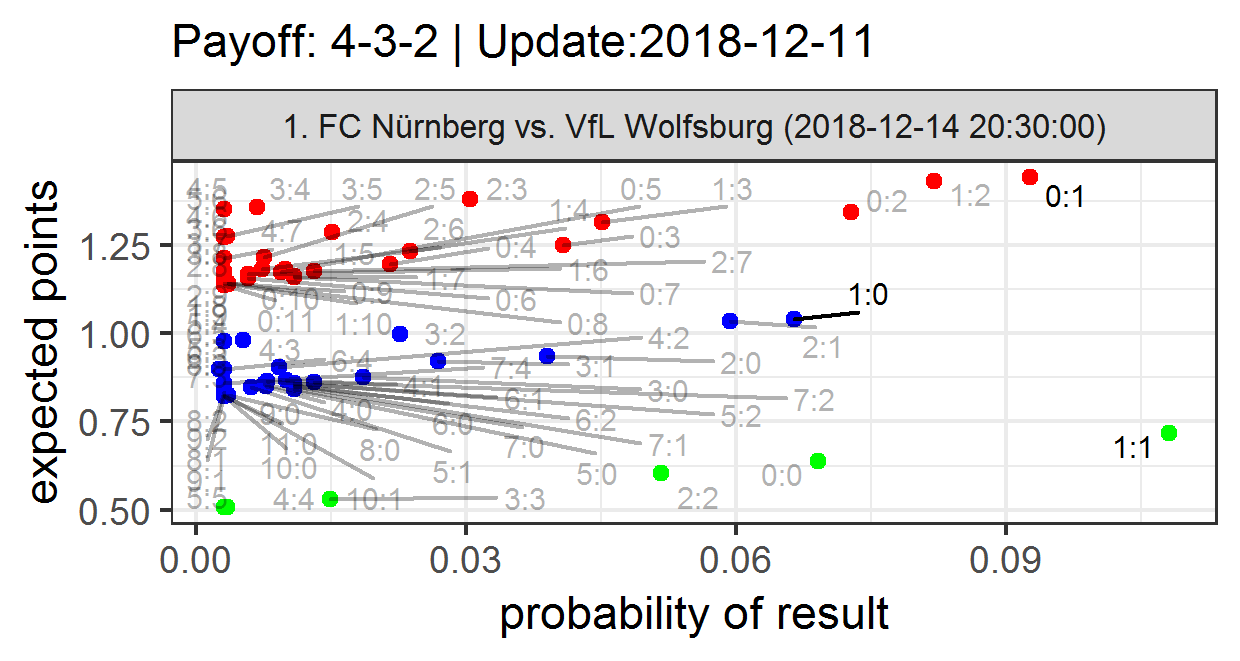 Payoff: 4-3-2 | Update:2018-12-11
1. FC Nürnberg vs. VfL Wolfsburg (2018-12-14 20:30:00)
expected points
1.25
1.00
0.75
0.50
4:5 3:4 3:5 2:5 2:3 0:5 1:3 0:2 1:2 0:1
4:7 2:4 2:6 1:4 0:3
1:5 0:4 1:6 2:7
1:7 0:7
0:10 0:9 0:6 1:0
0:11 1:10 3:2 0:8 4:2 2:1
4:3 6:4 7:4 3:1 2:0
4:1 6:1 3:0 7:2
9:0 4:0 6:0 6:2 5:2
11:0 8:0 7:0 7:1 1:1
9:1 10:0 5:1 5:0 0:0
5:5 4:4 10:1 3:3 2:2
0.00 0.03 0.06 0.09
probability of result